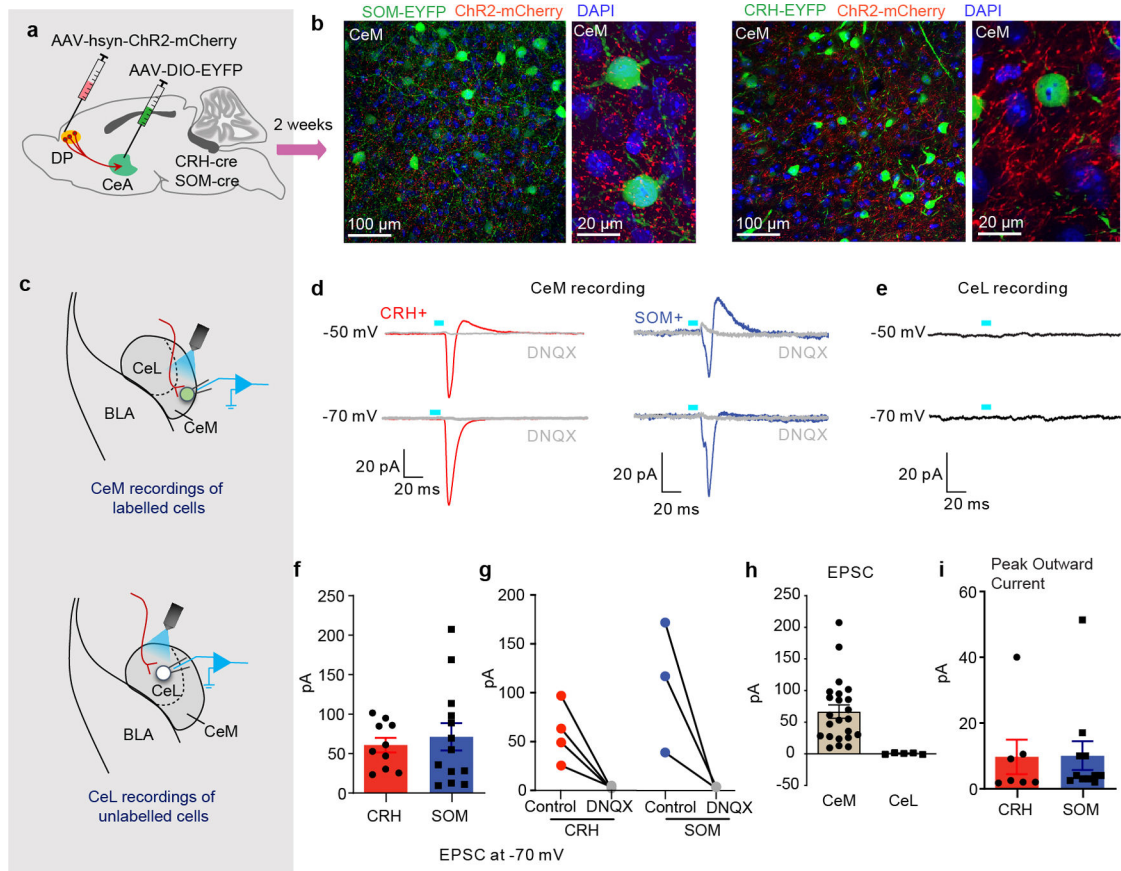 a
AAV-hsyn-ChR2-mCherry
AAV-DIO-EYFP
DP
CeA
CRH-cre
SOM-cre
2 weeks
b
SOM-EYFP ChR2-mCherry DAPI
CeM
100 µm
CeM
20 µm
CRH-EYFP ChR2-mCherry DAPI
CeM
100 µm
CeM
20 µm
c
CeL
BLA
CeM
CeM recordings of
labelled cells
CeL
BLA
CeM
CeL recordings of
unlabelled cells
d
CeM recording
CRH+
SOM+
-50 mV
DNQX
DNQX
-70 mV
DNQX
DNQX
20 pA
20 ms
20 pA
20 ms
e
CeL recording
-50 mV
-70 mV
20 pA
20 ms
f
250
200
150
100
50
0
pA
CRH SOM
g
200
150
100
50
0
pA
Control DNQX Control DNQX
CRH SOM
EPSC at -70 mV
h
EPSC
250
200
150
100
50
0
-50
pA
CeM CeL
i
Peak Outward
Current
60
40
20
0
pA
CRH SOM